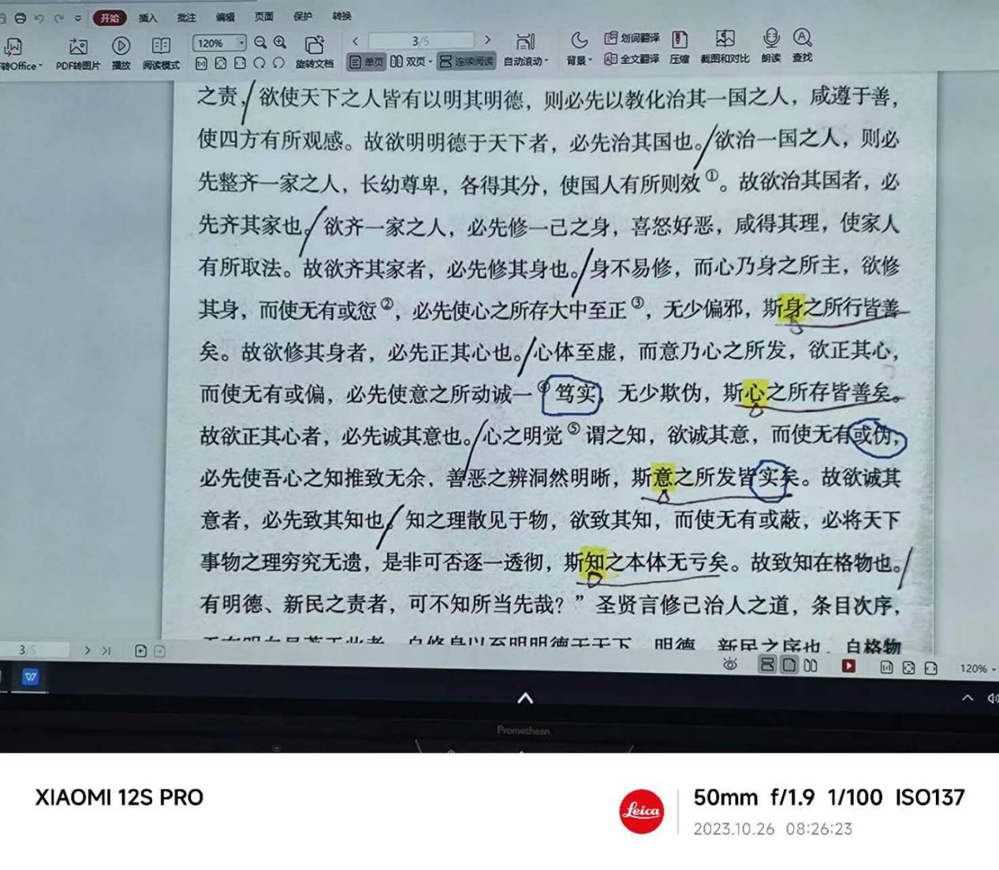 开始 插入 批注 编辑 页面 保护 转换
120% 3/5 划词翻译
转Office PDF转图片 播放 阅读模式 旋转文档 单页 双页 连续阅读 自动滚动 背景 全文翻译 压缩 截图和对比 朗读 查找
之责,欲使天下之人皆有以明其明德，则必先以教化治其一国之人，咸遵于善，
使四方有所观感。故欲明明德于天下者，必先治其国也。欲治一国之人，则必
先整齐一家之人，长幼尊卑，各得其分，使国人有所则效①。故欲治其国者，必
先齐其家也。欲齐一家之人，必先修一己之身，喜怒好恶，咸得其理，使家人
有所取法。故欲齐其家者，必先修其身也。身不易修，而心乃身之所主，欲修
其身，而使无有或愆②，必先使心之所存大中至正③，无少偏邪，斯身之所行皆善
矣。故欲修其身者，必先正其心也。心体至虚，而意乃心之所发，欲正其心，
而使无有或偏，必先使意之所动诚一④笃实，无少欺伪，斯心之所存皆善矣。
故欲正其心者，必先诚其意也。心之明觉⑤谓之知，欲诚其意，而使无有或伪，
必先使吾心之知推致无余，善恶之辨洞然明晰，斯意之所发皆实矣。故欲诚其
意者，必先致其知也。知之理散见于物，欲致其知，而使无有或蔽，必将天下
事物之理穷究无遗，是非可否逐一透彻，斯知之本体无亏矣。故致知在格物也。
有明德、新民之责者，可不知所当先哉？”圣贤言修己治人之道，条目次序，
自修身以至明明德于天下，明德、新民之序也，自格物
3/5 120%
Promethean
XIAOMI 12S PRO
Leica
50mm f/1.9 1/100 ISO137
2023.10.26 08:26:23